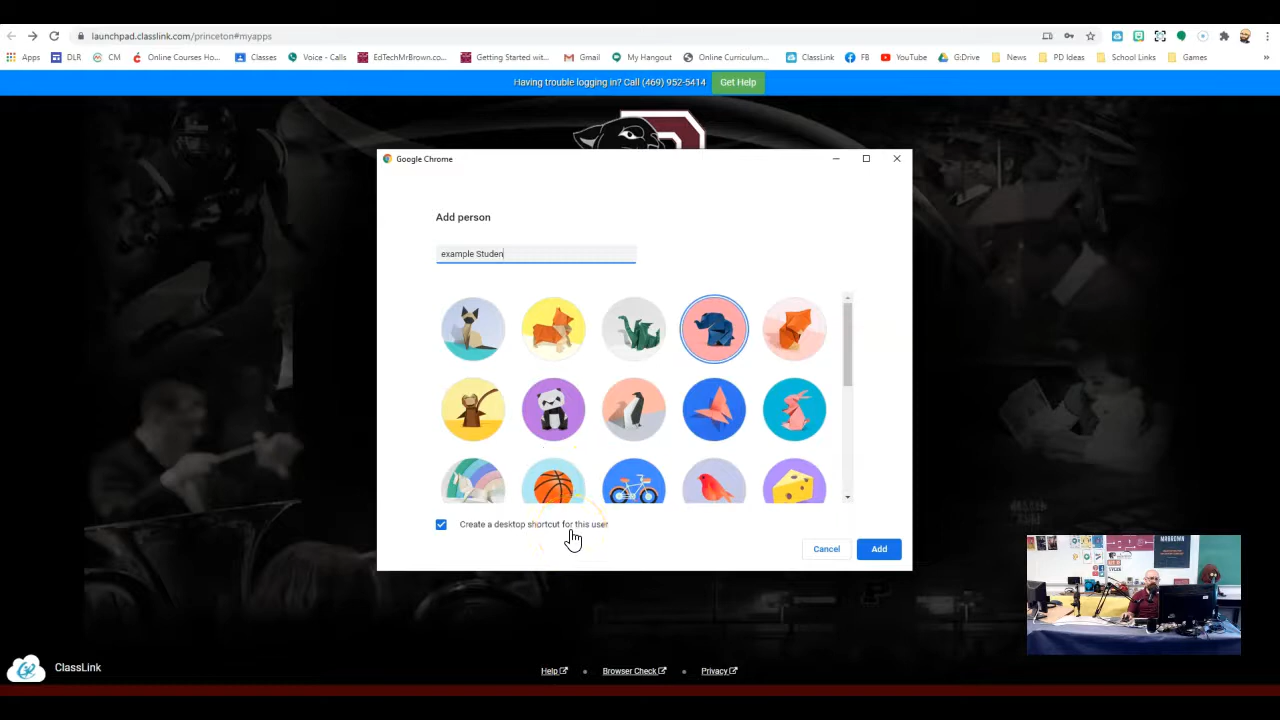 launchpad.classlink.com/princeton#myapps
Apps DLR CM Online Courses Ho... Classes Voice - Calls EdTechMrBrown.co... Getting Started wit... Gmail My Hangout Online Curriculum... ClassLink FB YouTube G:Drive News PD Ideas School Links Games »
Having trouble logging in? Call (469) 952-5414 Get Help
Google Chrome
Add person
example Studen
Create a desktop shortcut for this user
Cancel Add
MRBROWN
ClassLink
Help Browser Check Privacy